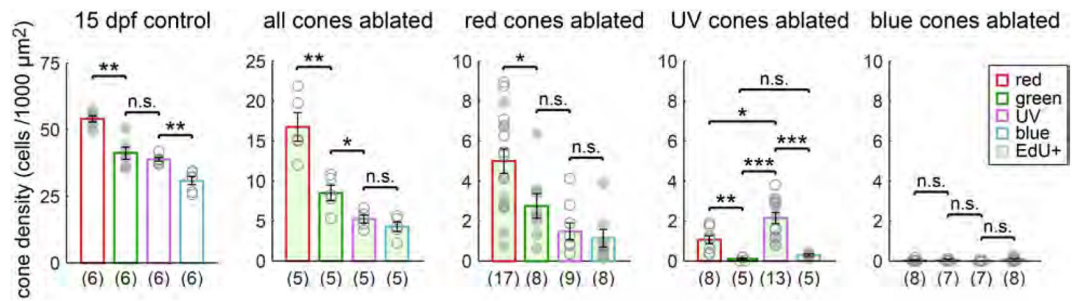 15 dpf control
all cones ablated
red cones ablated
UV cones ablated
blue cones ablated
cone density (cells /1000 µm²)
75
50
25
0
**
n.s.
**
(6) (6) (6) (6)
25
20
15
10
5
0
**
*
n.s.
(5) (5) (5) (5)
10
8
6
4
2
0
*
n.s.
n.s.
(17) (8) (9) (8)
10
8
6
4
2
0
n.s.
*
***
***
**
(8) (5) (13) (5)
10
8
6
4
2
0
n.s.
n.s.
n.s.
(8) (7) (7) (8)
red
green
UV
blue
EdU+